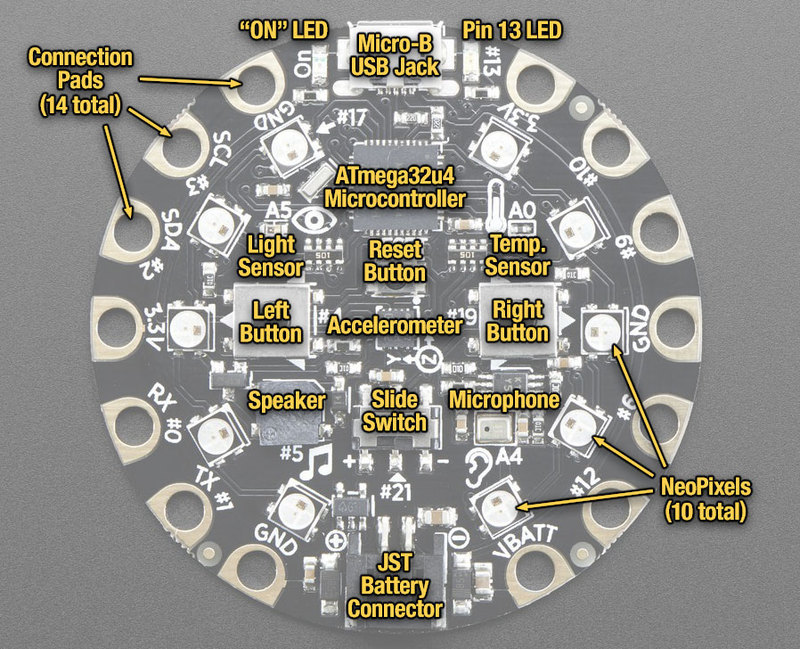 “ON” LED
Pin 13 LED
Micro-B
USB Jack
Connection
Pads
(14 total)
On
#13
GND
#17
3.3V
SCL
#3
#10
ATmega32u4
Microcontroller
SDA
#2
A5
A0
#9
Light
Sensor
Reset
Button
Temp.
Sensor
3.3V
Left
Button
#4
Accelerometer
#19
Right
Button
GND
Y
Z
RX
#0
Speaker
Slide
Switch
Microphone
#6
#5
+
-
A4
TX #1
#21
#12
NeoPixels
(10 total)
GND
VBATT
JST
Battery
Connector